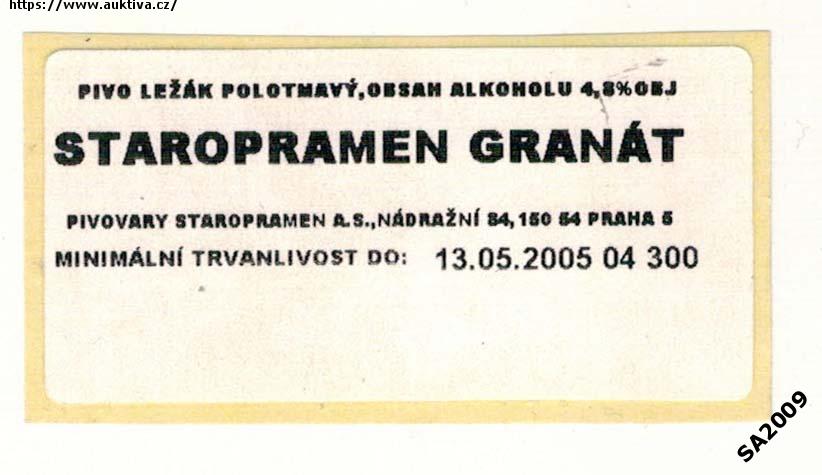 https://www.auktiva.cz/
PIVO LEŽÁK POLOTMAVÝ,OBSAH ALKOHOLU 4,8%OBJ
STAROPRAMEN GRANÁT
PIVOVARY STAROPRAMEN A.S.,NÁDRAŽNÍ 84,150 54 PRAHA 5
MINIMÁLNÍ TRVANLIVOST DO: 13.05.2005 04 300
SA2009